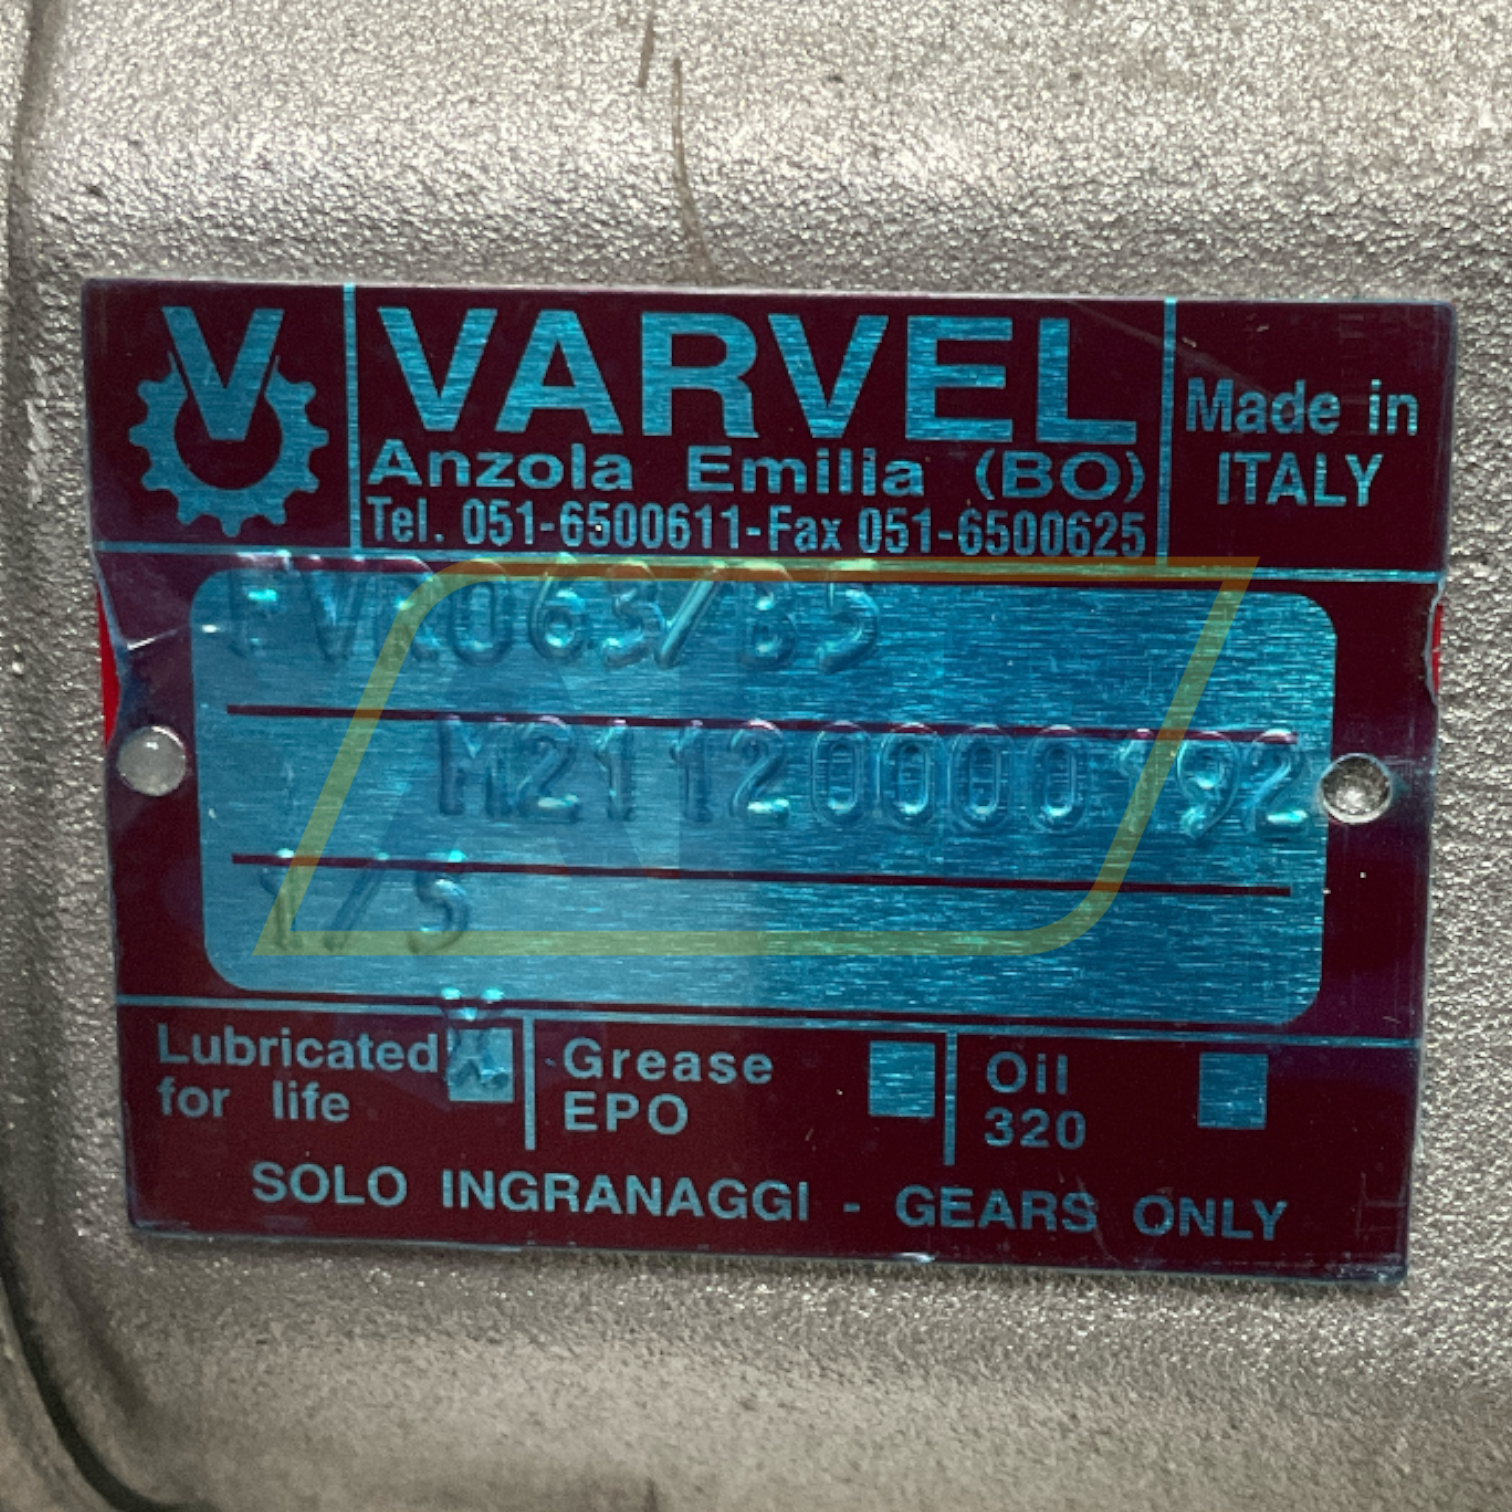 V
VARVEL
Made in
ITALY
Anzola Emilia (BO)
Tel. 051-6500611-Fax 051-6500625
FVR063/B5
M21120000192
1/5
Lubricated
for life
X
Grease
EPO
Oil
320
SOLO INGRANAGGI - GEARS ONLY